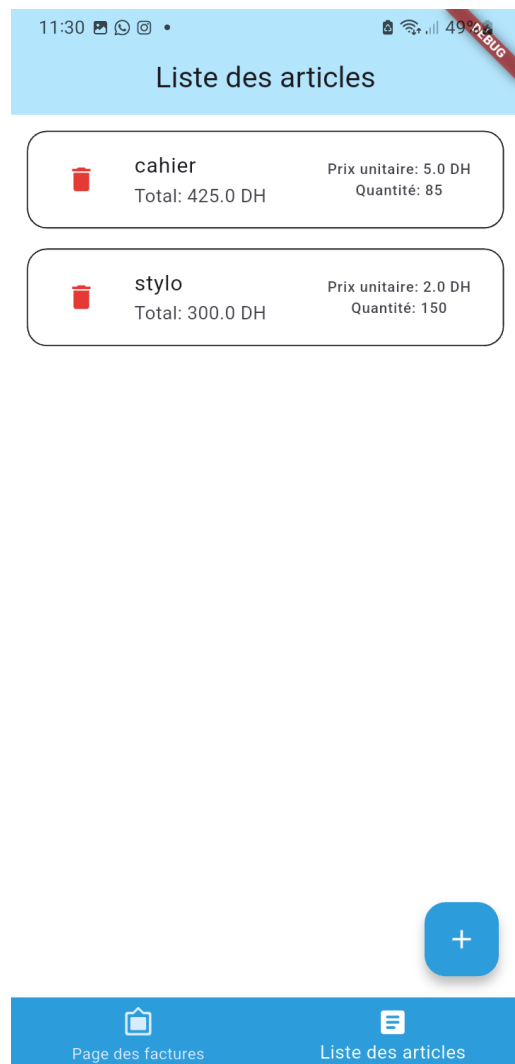 11:30
49%
DEBUG
Liste des articles
cahier
Total: 425.0 DH
Prix unitaire: 5.0 DH
Quantité: 85
stylo
Total: 300.0 DH
Prix unitaire: 2.0 DH
Quantité: 150
Page des factures
Liste des articles